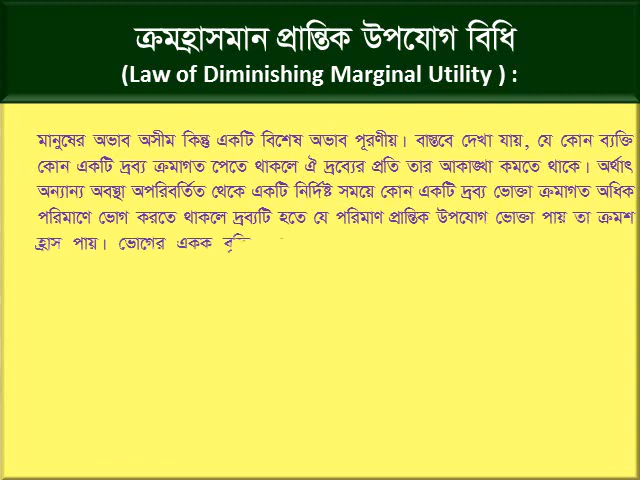 ক্রমহ্রাসমান প্রান্তিক উপযোগ বিধি
(Law of Diminishing Marginal Utility ) :
মানুষের অভাব অসীম কিন্তু একটি বিশেষ অভাব পূরণীয়। বাস্তবে দেখা যায়, যে কোন ব্যক্তি
কোন একটি দ্রব্য ক্রমাগত পেতে থাকলে ঐ দ্রব্যের প্রতি তার আকাঙ্খা কমতে থাকে। অর্থাৎ
অন্যান্য অবস্থা অপরিবর্তিত থেকে একটি নির্দিষ্ট সময়ে কোন একটি দ্রব্য ভোক্তা ক্রমাগত অধিক
পরিমাণে ভোগ করতে থাকলে দ্রব্যটি হতে যে পরিমাণ প্রান্তিক উপযোগ ভোক্তা পায় তা ক্রমশ
হ্রাস পায়। ভোগের একক